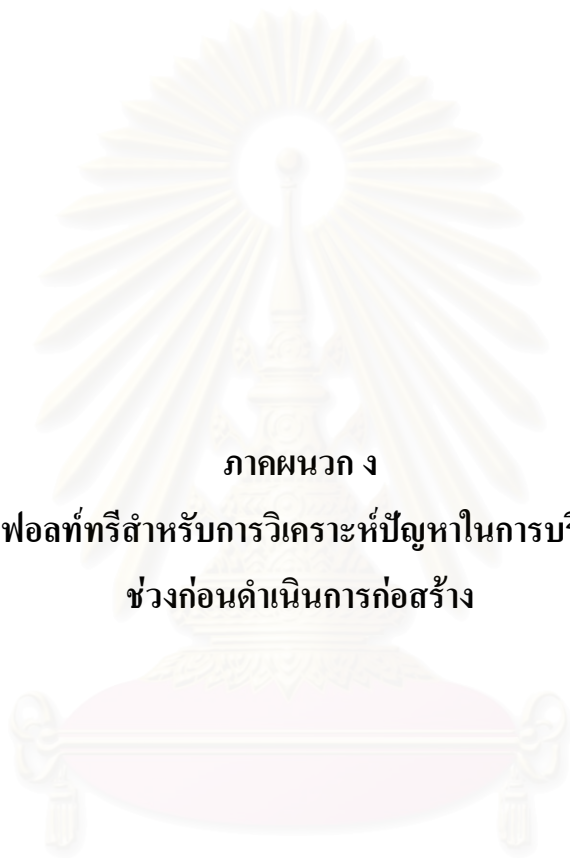 ภาคผนวก ง
ฟอลท์ทรีสำหรับการวิเคราะห์ปัญหาในการบริ
ช่วงก่อนดำเนินการก่อสร้าง